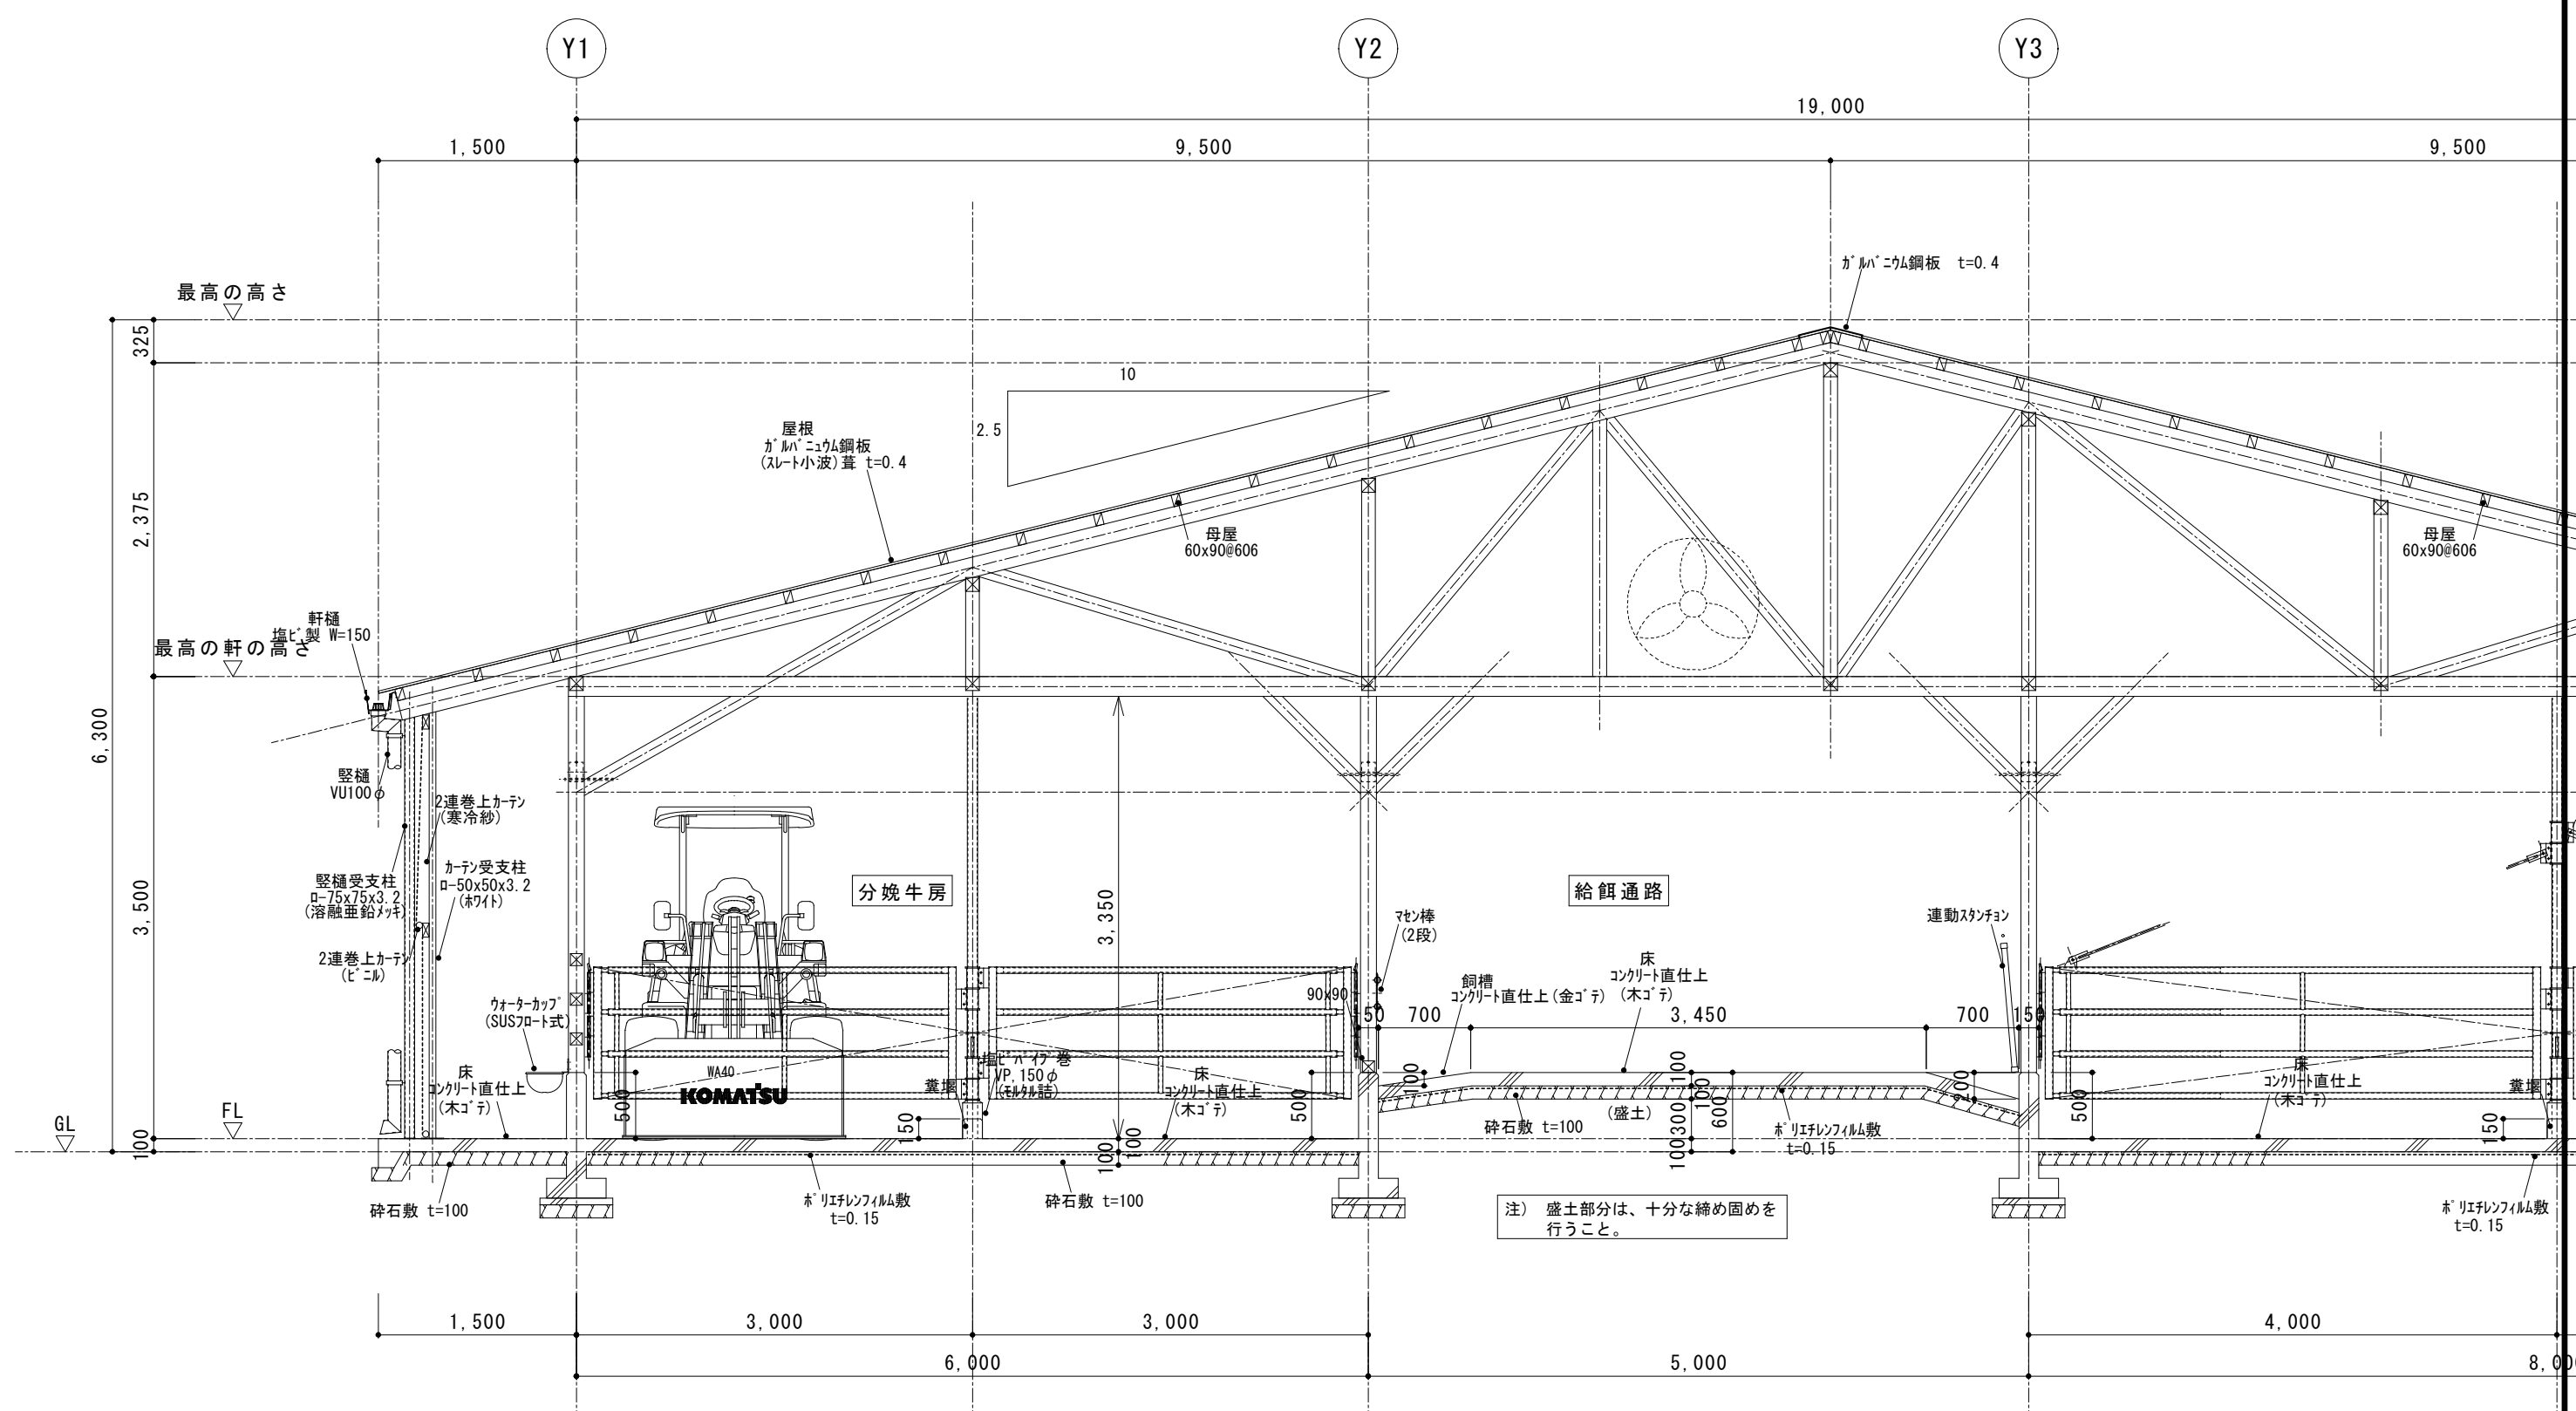 Y1
Y2
Y3
19,000
1,500
9,500
9,500
ｶﾞﾙﾊﾞﾆｳﾑ鋼板 t=0.4
最高の高さ
325
10
2.5
屋根
ｶﾞﾙﾊﾞﾆｭｳﾑ鋼板
(ｽﾚｰﾄ小波)葺 t=0.4
2,375
母屋
60x90@606
母屋
60x90@606
軒樋
塩ﾋﾞ製 W=150
最高の軒の高さ
6,300
竪樋
VU100φ
2連巻上ｶｰﾃﾝ
(寒冷紗)
竪樋受支柱
ロ-75x75x3.2
(溶融亜鉛ﾒｯｷ)
ｶｰﾃﾝ受支柱
ロ-50x50x3.2
(ﾎﾜｲﾄ)
3,500
分娩牛房
3,350
給餌通路
ﾏｾﾝ棒
(2段)
連動ｽﾀﾝﾁｮﾝ
2連巻上ｶｰﾃﾝ
(ﾋﾞﾆﾙ)
床
ｺﾝｸﾘｰﾄ直仕上
(木ｺﾞﾃ)
飼槽
ｺﾝｸﾘｰﾄ直仕上(金ｺﾞﾃ)
90x90
ｳｫｰﾀｰｶｯﾌﾟ
(SUSﾌﾛｰﾄ式)
150
700
3,450
700
150
WA40
KOMATSU
塩ﾋﾞﾊﾟｲﾌﾟ巻
VP,150φ
(ﾓﾙﾀﾙ詰)
糞堰
床
ｺﾝｸﾘｰﾄ直仕上
(木ｺﾞﾃ)
床
ｺﾝｸﾘｰﾄ直仕上
(木ｺﾞﾃ)
床
ｺﾝｸﾘｰﾄ直仕上
(木ｺﾞﾃ)
糞堰
500
150
500
100
100
100
300
600
100
500
150
(盛土)
砕石敷 t=100
ﾎﾟﾘｴﾁﾚﾝﾌｨﾙﾑ敷
t=0.15
GL
FL
100
100
100
砕石敷 t=100
ﾎﾟﾘｴﾁﾚﾝﾌｨﾙﾑ敷
t=0.15
砕石敷 t=100
注) 盛土部分は、十分な締め固めを
行うこと。
ﾎﾟﾘｴﾁﾚﾝﾌｨﾙﾑ敷
t=0.15
1,500
3,000
3,000
4,000
6,000
5,000